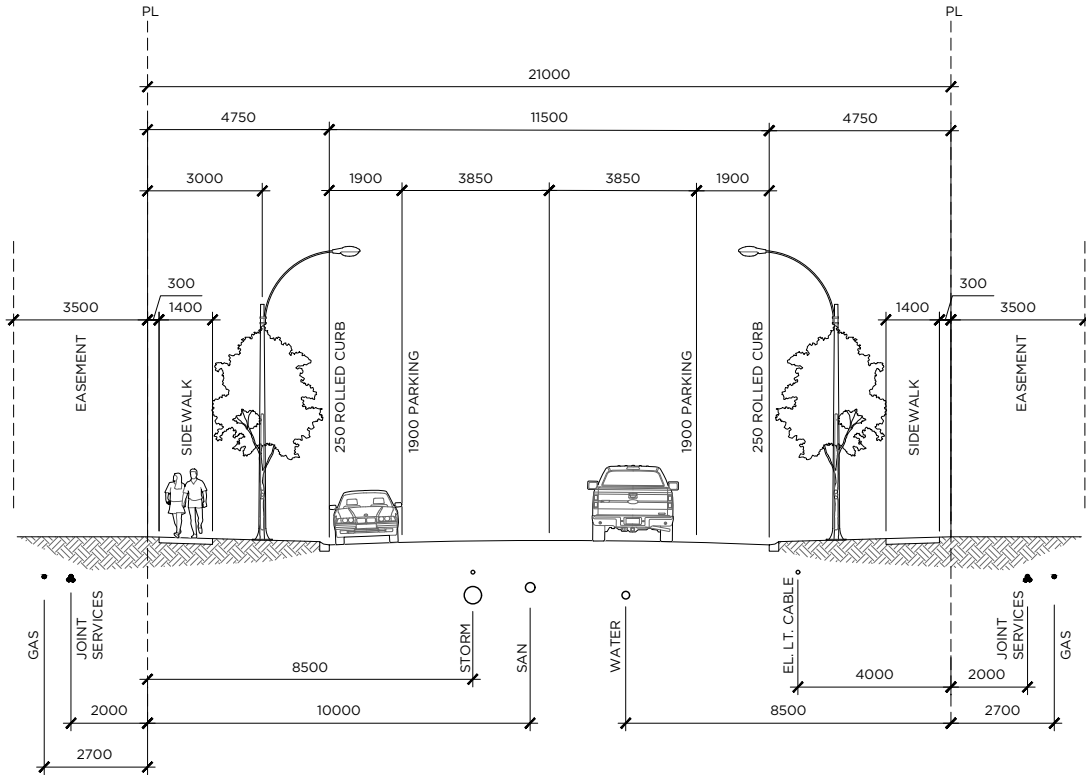 PL
PL
21000
4750
11500
4750
3000
1900
3850
3850
1900
300
300
3500
1400
1400
3500
EASEMENT
SIDEWALK
250 ROLLED CURB
1900 PARKING
1900 PARKING
250 ROLLED CURB
SIDEWALK
EASEMENT
GAS
JOINT
SERVICES
STORM
SAN
WATER
EL. LT. CABLE
JOINT
SERVICES
GAS
8500
4000
2000
2000
10000
8500
2700
2700